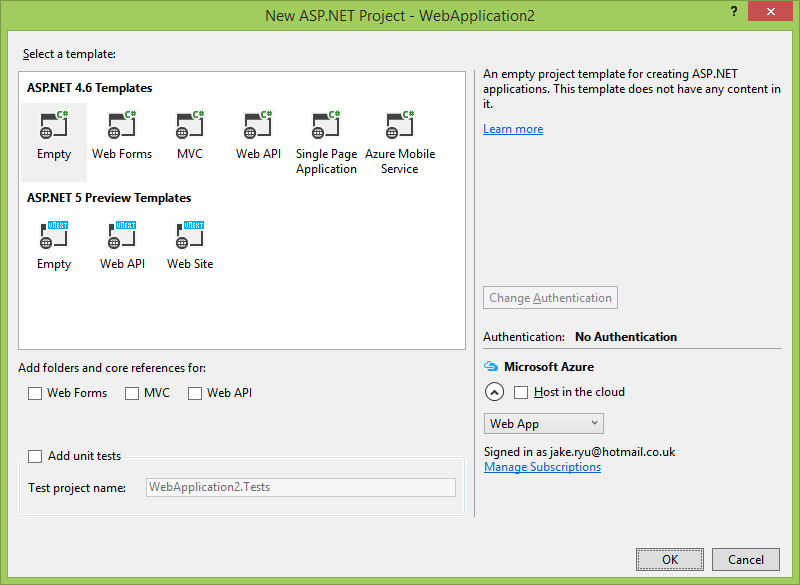 New ASP.NET Project - WebApplication2
?
Select a template:
ASP.NET 4.6 Templates
C# C# C# C# C# C#
Empty Web Forms MVC Web API Single Page Application Azure Mobile Service
ASP.NET 5 Preview Templates
vNEXT vNEXT vNEXT
Empty Web API Web Site
An empty project template for creating ASP.NET
applications. This template does not have any content in
it.
Learn more
Change Authentication
Authentication: No Authentication
Microsoft Azure
Host in the cloud
Web App
Signed in as jake.ryu@hotmail.co.uk
Manage Subscriptions
Add folders and core references for:
Web Forms MVC Web API
Add unit tests
Test project name: WebApplication2.Tests
OK Cancel